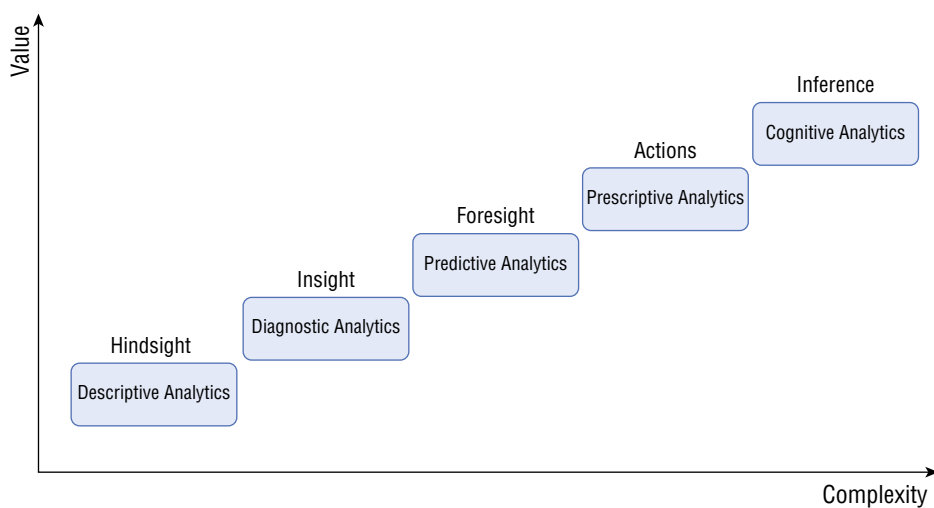 Value
Inference
Cognitive Analytics
Actions
Prescriptive Analytics
Foresight
Predictive Analytics
Insight
Diagnostic Analytics
Hindsight
Descriptive Analytics
Complexity